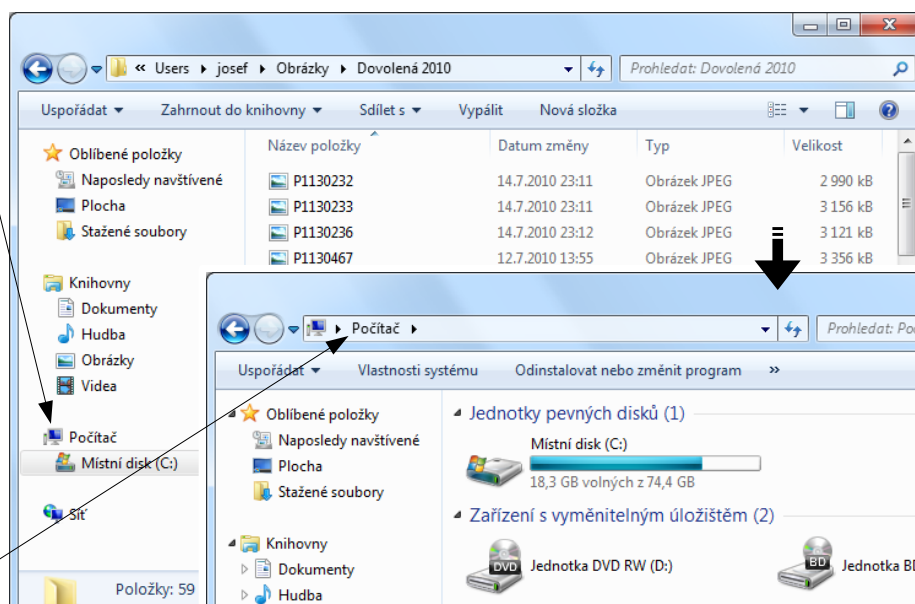 « Users Josef Obrázky Dovolená 2010
Prohledat: Dovolená 2010
Uspořádat Zahrnout do knihovny Sdílet s Vypálit Nová složka
Oblíbené položky
Naposledy navštívené
Plocha
Stažené soubory
Knihovny
Dokumenty
Hudba
Obrázky
Videa
Počítač
Místní disk (C:)
Síť
Položky: 59
Název položky Datum změny Typ Velikost
P1130232 14.7.2010 23:11 Obrázek JPEG 2 990 kB
P1130233 14.7.2010 23:11 Obrázek JPEG 3 156 kB
P1130236 14.7.2010 23:12 Obrázek JPEG 3 121 kB
P1130467 12.7.2010 13:55 Obrázek JPEG 3 356 kB
Počítač
Prohledat: Po
Uspořádat Vlastnosti systému Odinstalovat nebo změnit program »
Oblíbené položky
Naposledy navštívené
Plocha
Stažené soubory
Knihovny
Dokumenty
Hudba
Jednotky pevných disků (1)
Místní disk (C:)
18,3 GB volných z 74,4 GB
Zařízení s vyměnitelným úložištěm (2)
DVD
Jednotka DVD RW (D:)
BD
Jednotka BD